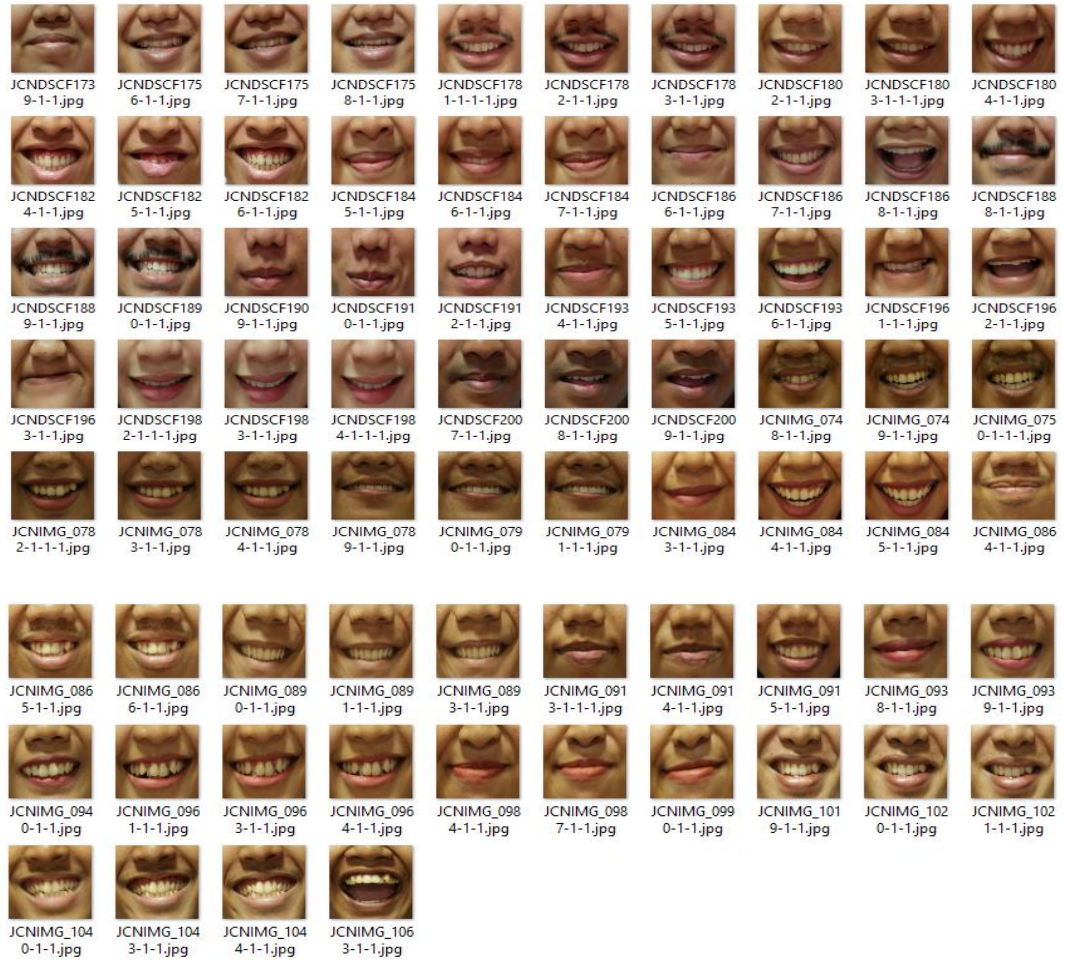 JCNDSCF173 JCNDSCF175 JCNDSCF175 JCNDSCF175 JCNDSCF178 JCNDSCF178 JCNDSCF178 JCNDSCF180 JCNDSCF180 JCNDSCF180
9-1-1.jpg 6-1-1.jpg 7-1-1.jpg 8-1-1.jpg 1-1-1-1.jpg 2-1-1.jpg 3-1-1.jpg 2-1-1.jpg 3-1-1-1.jpg 4-1-1.jpg
JCNDSCF182 JCNDSCF182 JCNDSCF182 JCNDSCF184 JCNDSCF184 JCNDSCF184 JCNDSCF186 JCNDSCF186 JCNDSCF186 JCNDSCF188
4-1-1.jpg 5-1-1.jpg 6-1-1.jpg 5-1-1.jpg 6-1-1.jpg 7-1-1.jpg 6-1-1.jpg 7-1-1.jpg 8-1-1.jpg 8-1-1.jpg
JCNDSCF188 JCNDSCF189 JCNDSCF190 JCNDSCF191 JCNDSCF191 JCNDSCF193 JCNDSCF193 JCNDSCF193 JCNDSCF196 JCNDSCF196
9-1-1.jpg 0-1-1.jpg 9-1-1.jpg 0-1-1.jpg 2-1-1.jpg 4-1-1.jpg 5-1-1.jpg 6-1-1.jpg 1-1-1.jpg 2-1-1.jpg
JCNDSCF196 JCNDSCF198 JCNDSCF198 JCNDSCF198 JCNDSCF200 JCNDSCF200 JCNDSCF200 JCNIMG_074 JCNIMG_074 JCNIMG_075
3-1-1.jpg 2-1-1-1.jpg 3-1-1.jpg 4-1-1-1.jpg 7-1-1.jpg 8-1-1.jpg 9-1-1.jpg 8-1-1.jpg 9-1-1.jpg 0-1-1-1.jpg
JCNIMG_078 JCNIMG_078 JCNIMG_078 JCNIMG_078 JCNIMG_079 JCNIMG_079 JCNIMG_084 JCNIMG_084 JCNIMG_084 JCNIMG_086
2-1-1-1.jpg 3-1-1.jpg 4-1-1.jpg 9-1-1.jpg 0-1-1.jpg 1-1-1.jpg 3-1-1.jpg 4-1-1.jpg 5-1-1.jpg 4-1-1.jpg
JCNIMG_086 JCNIMG_086 JCNIMG_089 JCNIMG_089 JCNIMG_089 JCNIMG_091 JCNIMG_091 JCNIMG_091 JCNIMG_093 JCNIMG_093
5-1-1.jpg 6-1-1.jpg 0-1-1.jpg 1-1-1.jpg 3-1-1.jpg 3-1-1-1.jpg 4-1-1.jpg 5-1-1.jpg 8-1-1.jpg 9-1-1.jpg
JCNIMG_094 JCNIMG_096 JCNIMG_096 JCNIMG_096 JCNIMG_098 JCNIMG_098 JCNIMG_099 JCNIMG_101 JCNIMG_102 JCNIMG_102
0-1-1.jpg 1-1-1.jpg 3-1-1.jpg 4-1-1.jpg 4-1-1.jpg 7-1-1.jpg 0-1-1.jpg 9-1-1.jpg 0-1-1.jpg 1-1-1.jpg
JCNIMG_104 JCNIMG_104 JCNIMG_104 JCNIMG_106
0-1-1.jpg 3-1-1.jpg 4-1-1.jpg 3-1-1.jpg